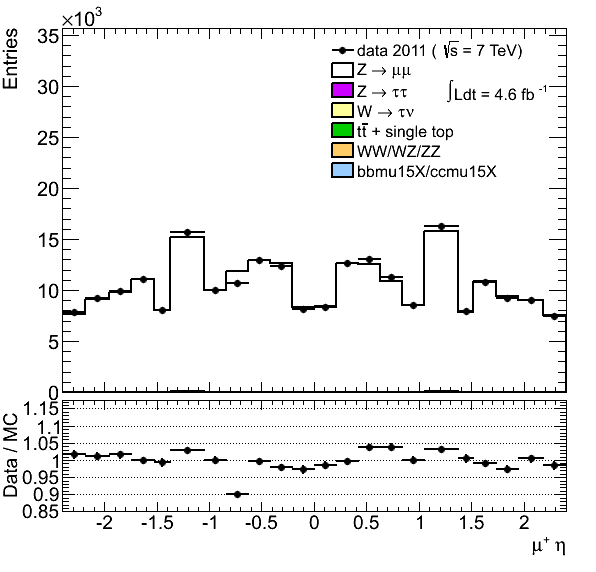 ×10³
Entries
35
30
25
20
15
10
5
0
data 2011 ( √s = 7 TeV)
Z → μμ
Z → ττ
∫Ldt = 4.6 fb⁻¹
W → τν
tt̄ + single top
WW/WZ/ZZ
bbmu15X/ccmu15X
Data / MC
1.15
1.1
1.05
1
0.95
0.9
0.85
-2 -1.5 -1 -0.5 0 0.5 1 1.5 2
μ⁺ η